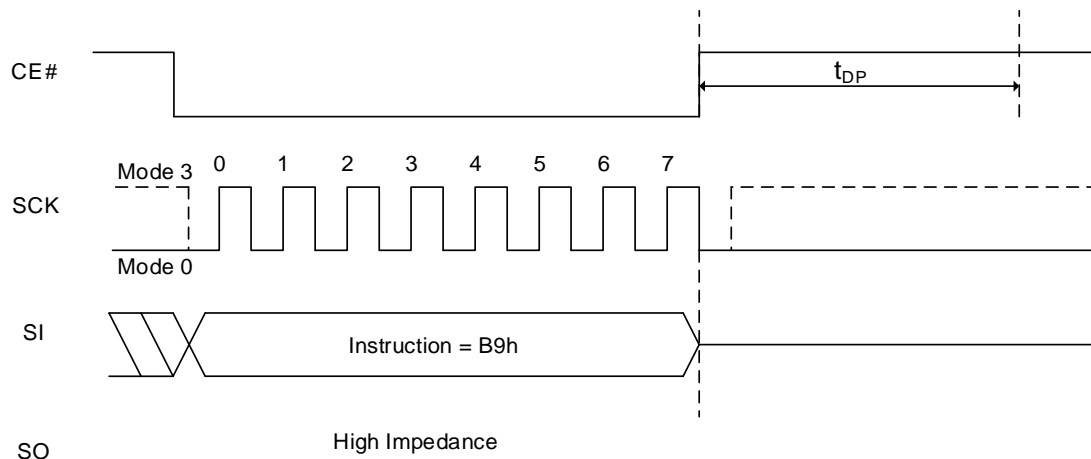 CE#
tDP
Mode 3
0 1 2 3 4 5 6 7
SCK
Mode 0
SI
Instruction = B9h
High Impedance
SO